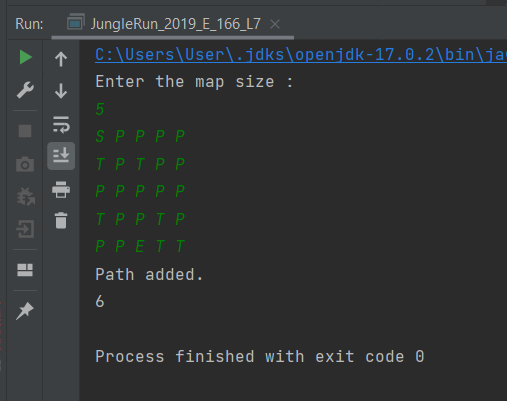 Run: JungleRun_2019_E_166_L7
C:\Users\User\.jdks\openjdk-17.0.2\bin\ja
Enter the map size :
5
S P P P P
T P T P P
P P P P P
T P P T P
P P E T T
Path added.
6
Process finished with exit code 0